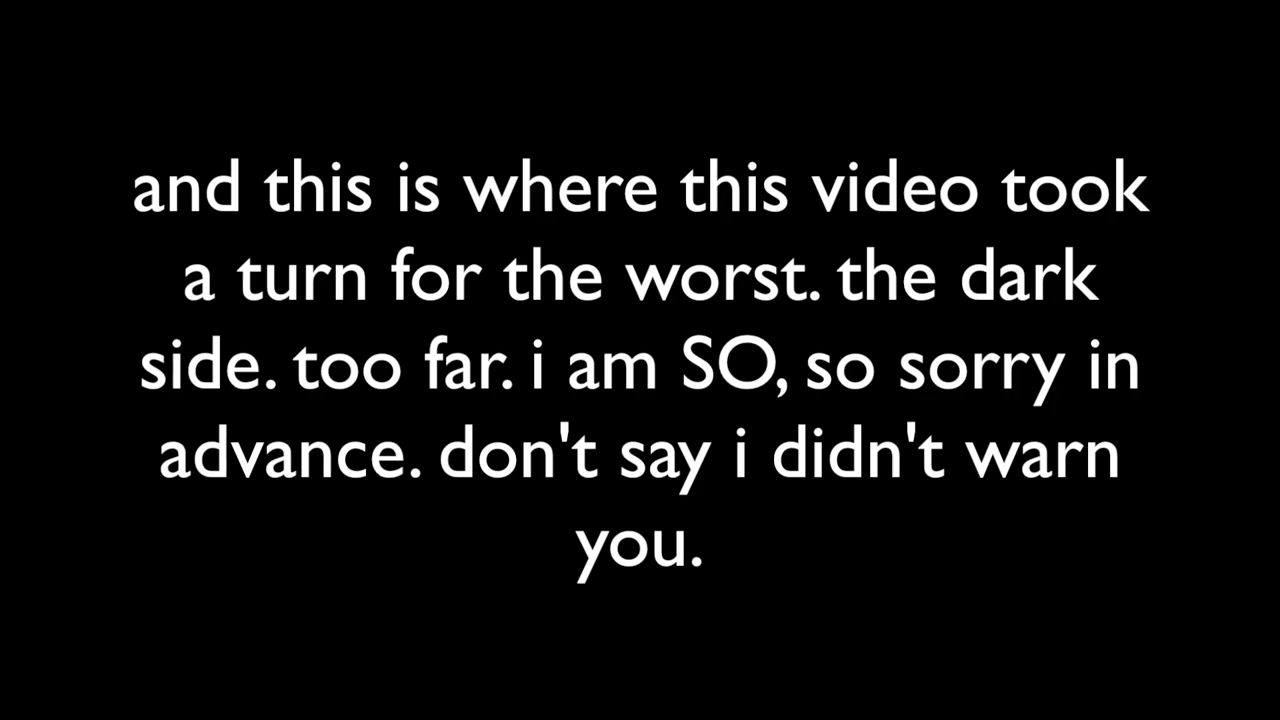 and this is where this video took
a turn for the worst. the dark
side. too far. i am SO, so sorry in
advance. don't say i didn't warn
you.